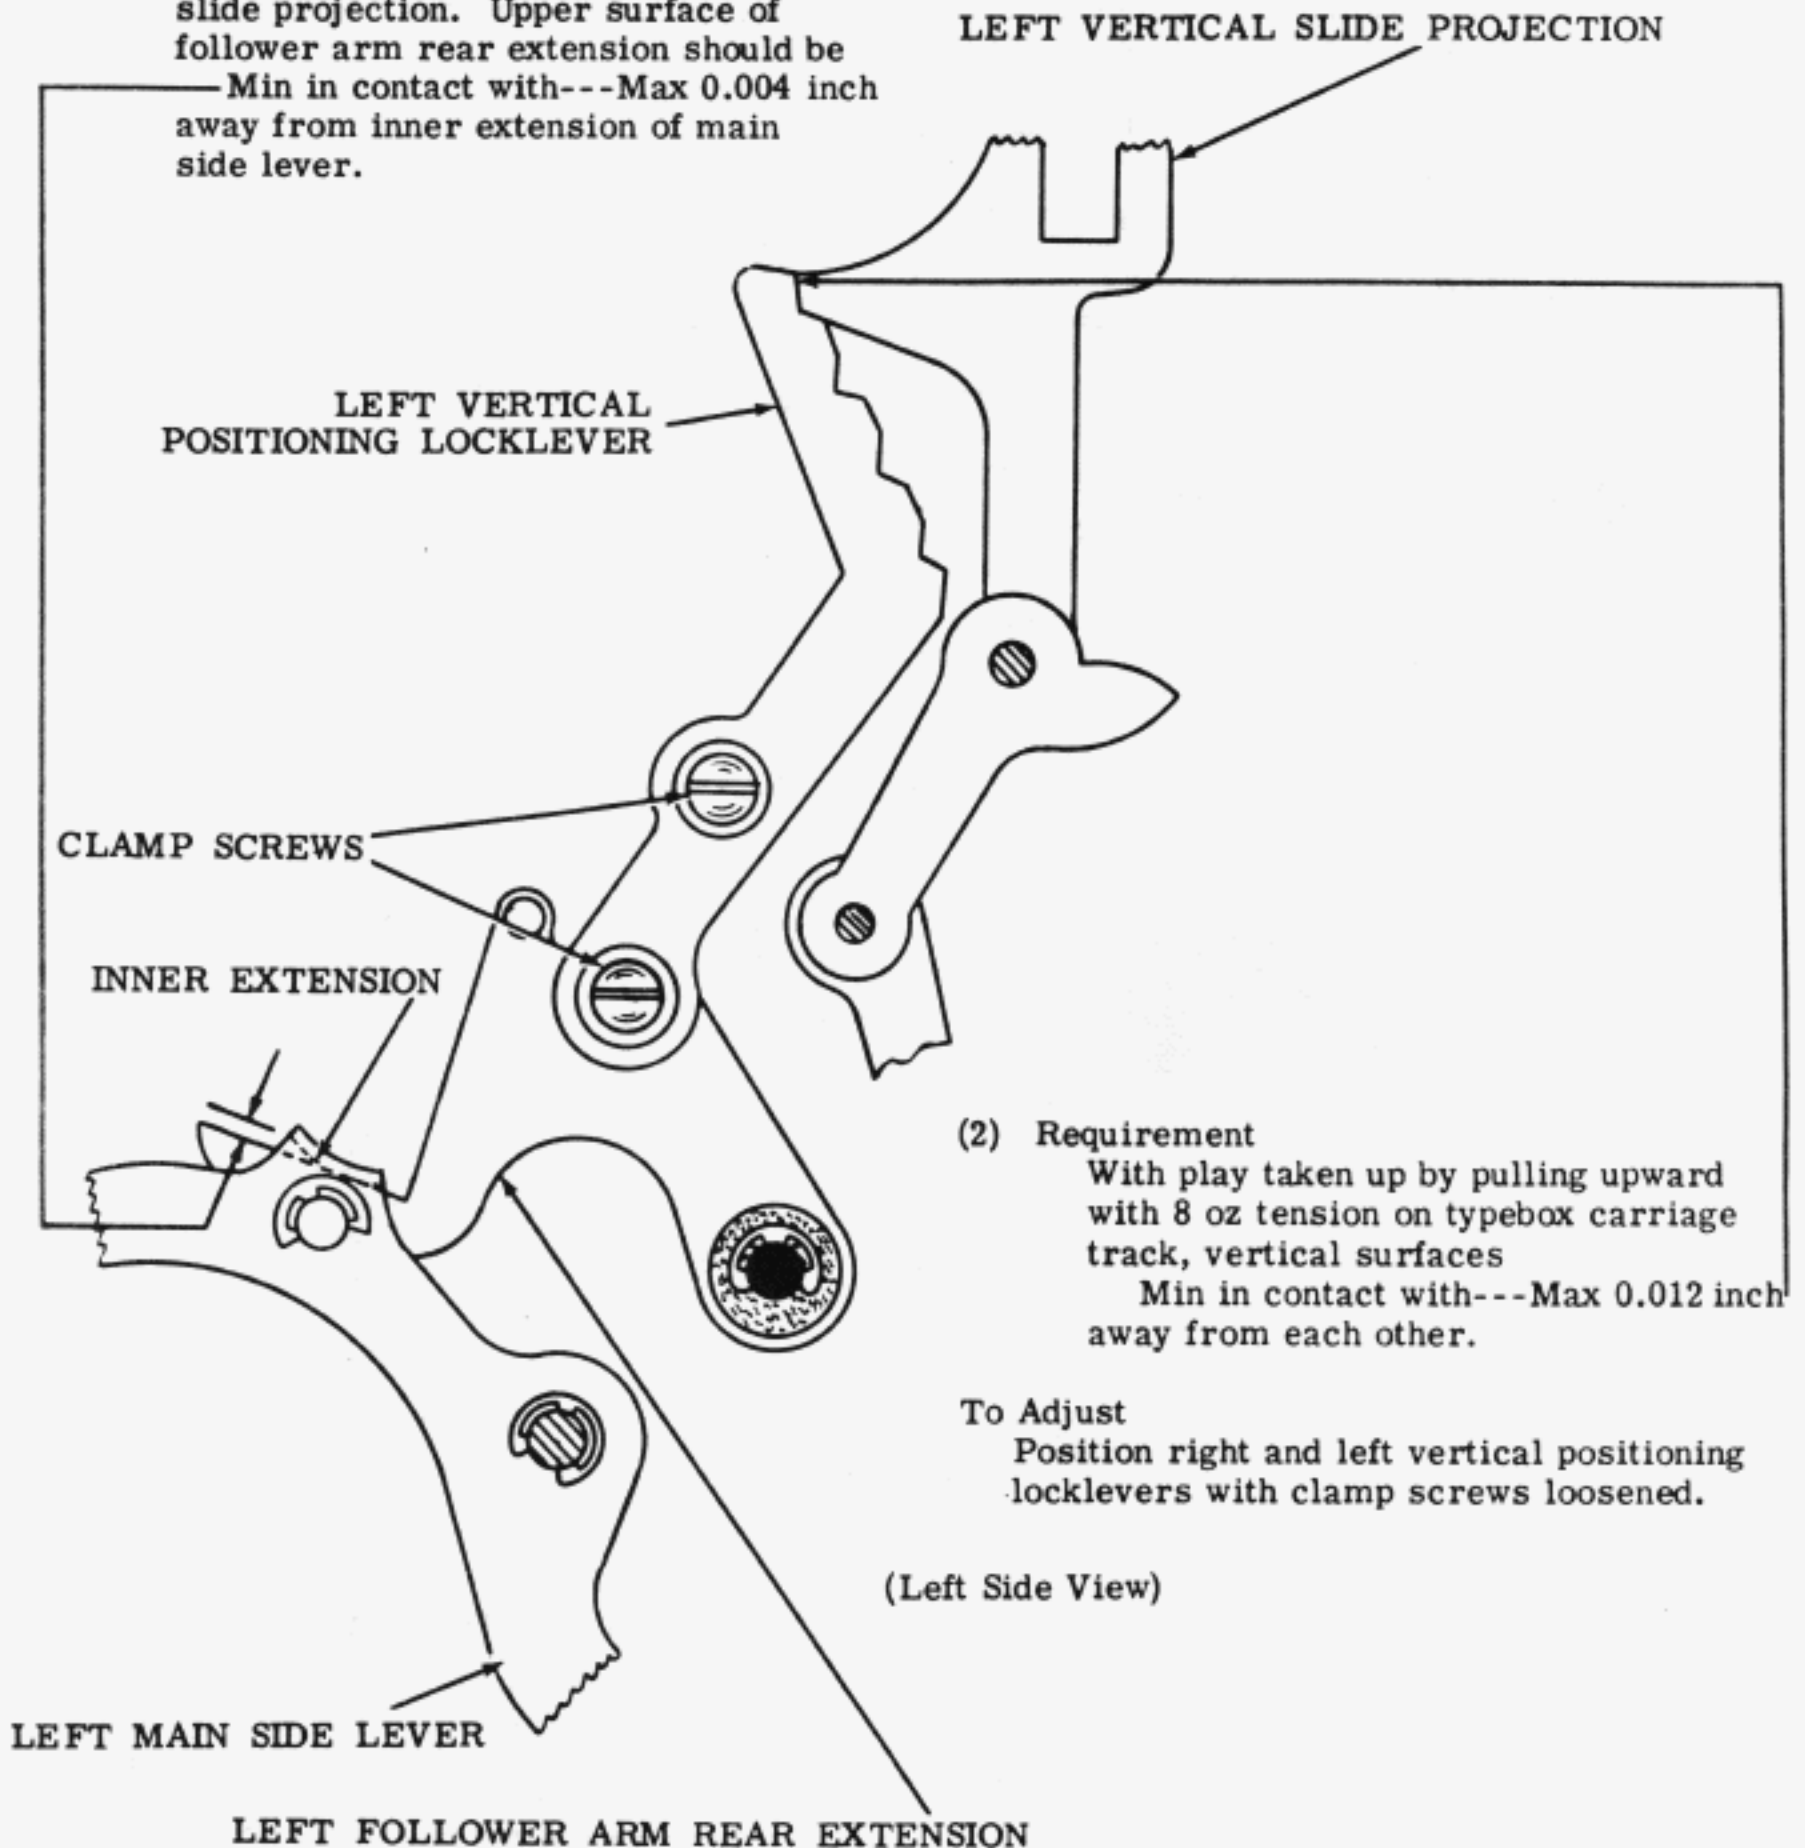 slide projection. Upper surface of
follower arm rear extension should be
Min in contact with---Max 0.004 inch
away from inner extension of main
side lever.
LEFT VERTICAL SLIDE PROJECTION
LEFT VERTICAL
POSITIONING LOCKLEVER
CLAMP SCREWS
INNER EXTENSION
(2) Requirement
With play taken up by pulling upward
with 8 oz tension on typebox carriage
track, vertical surfaces
Min in contact with---Max 0.012 inch
away from each other.
To Adjust
Position right and left vertical positioning
locklevers with clamp screws loosened.
(Left Side View)
LEFT MAIN SIDE LEVER
LEFT FOLLOWER ARM REAR EXTENSION